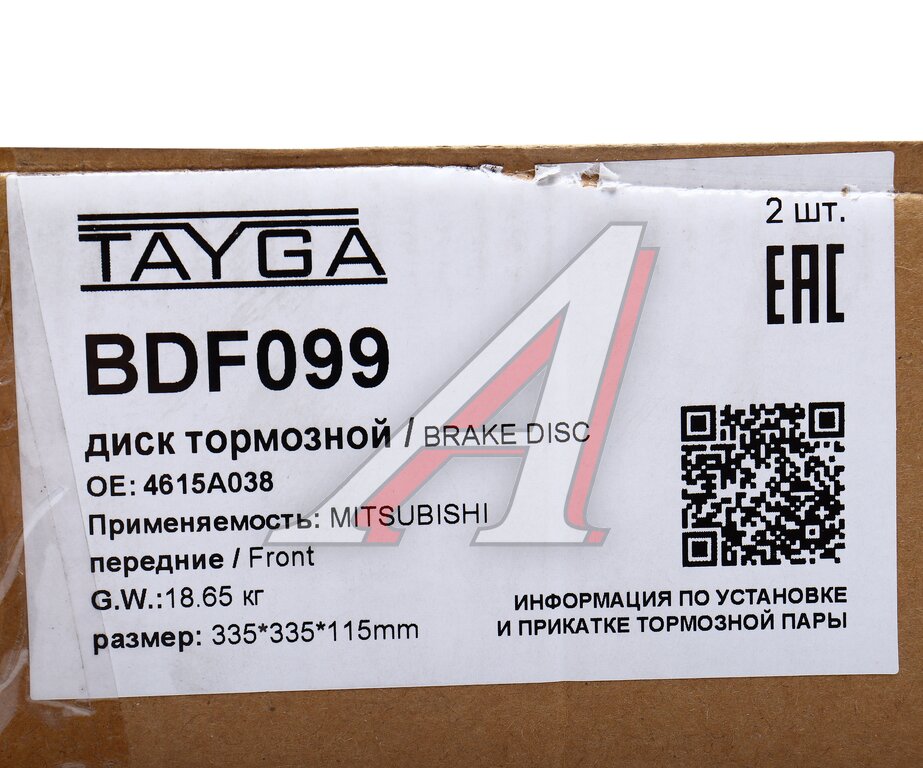 2 шт.
TAYGA
EAC
BDF099
диск тормозной / BRAKE DISC
OE: 4615A038
Применяемость: MITSUBISHI
передние / Front
G.W.:18.65 кг
размер: 335*335*115mm
ИНФОРМАЦИЯ ПО УСТАНОВКЕ
И ПРИКАТКЕ ТОРМОЗНОЙ ПАРЫ